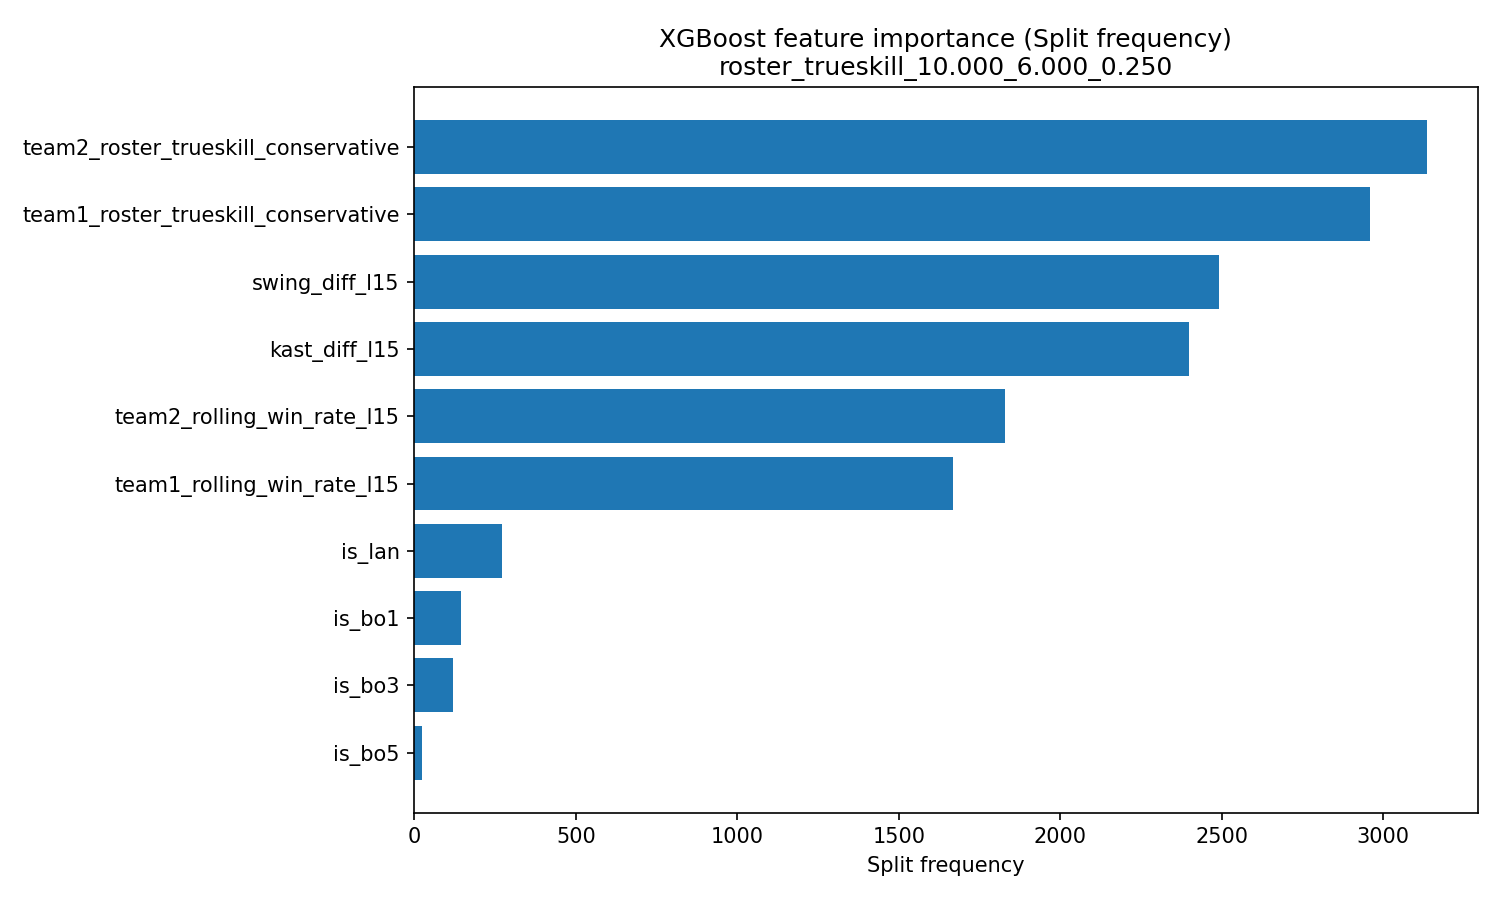 XGBoost feature importance (Split frequency)
roster_trueskill_10.000_6.000_0.250
team2_roster_trueskill_conservative
team1_roster_trueskill_conservative
swing_diff_l15
kast_diff_l15
team2_rolling_win_rate_l15
team1_rolling_win_rate_l15
is_lan
is_bo1
is_bo3
is_bo5
0 500 1000 1500 2000 2500 3000
Split frequency